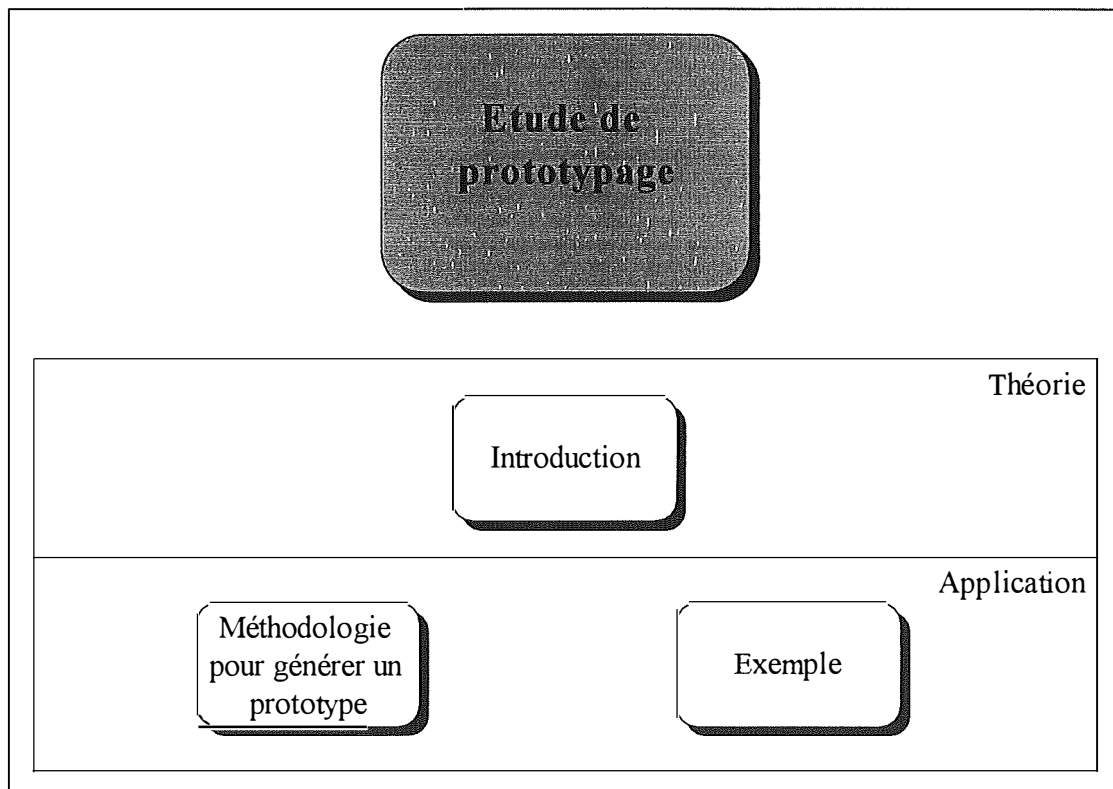 Etude de
prototypage
Théorie
Introduction
Application
Méthodologie
pour générer un
prototype
Exemple